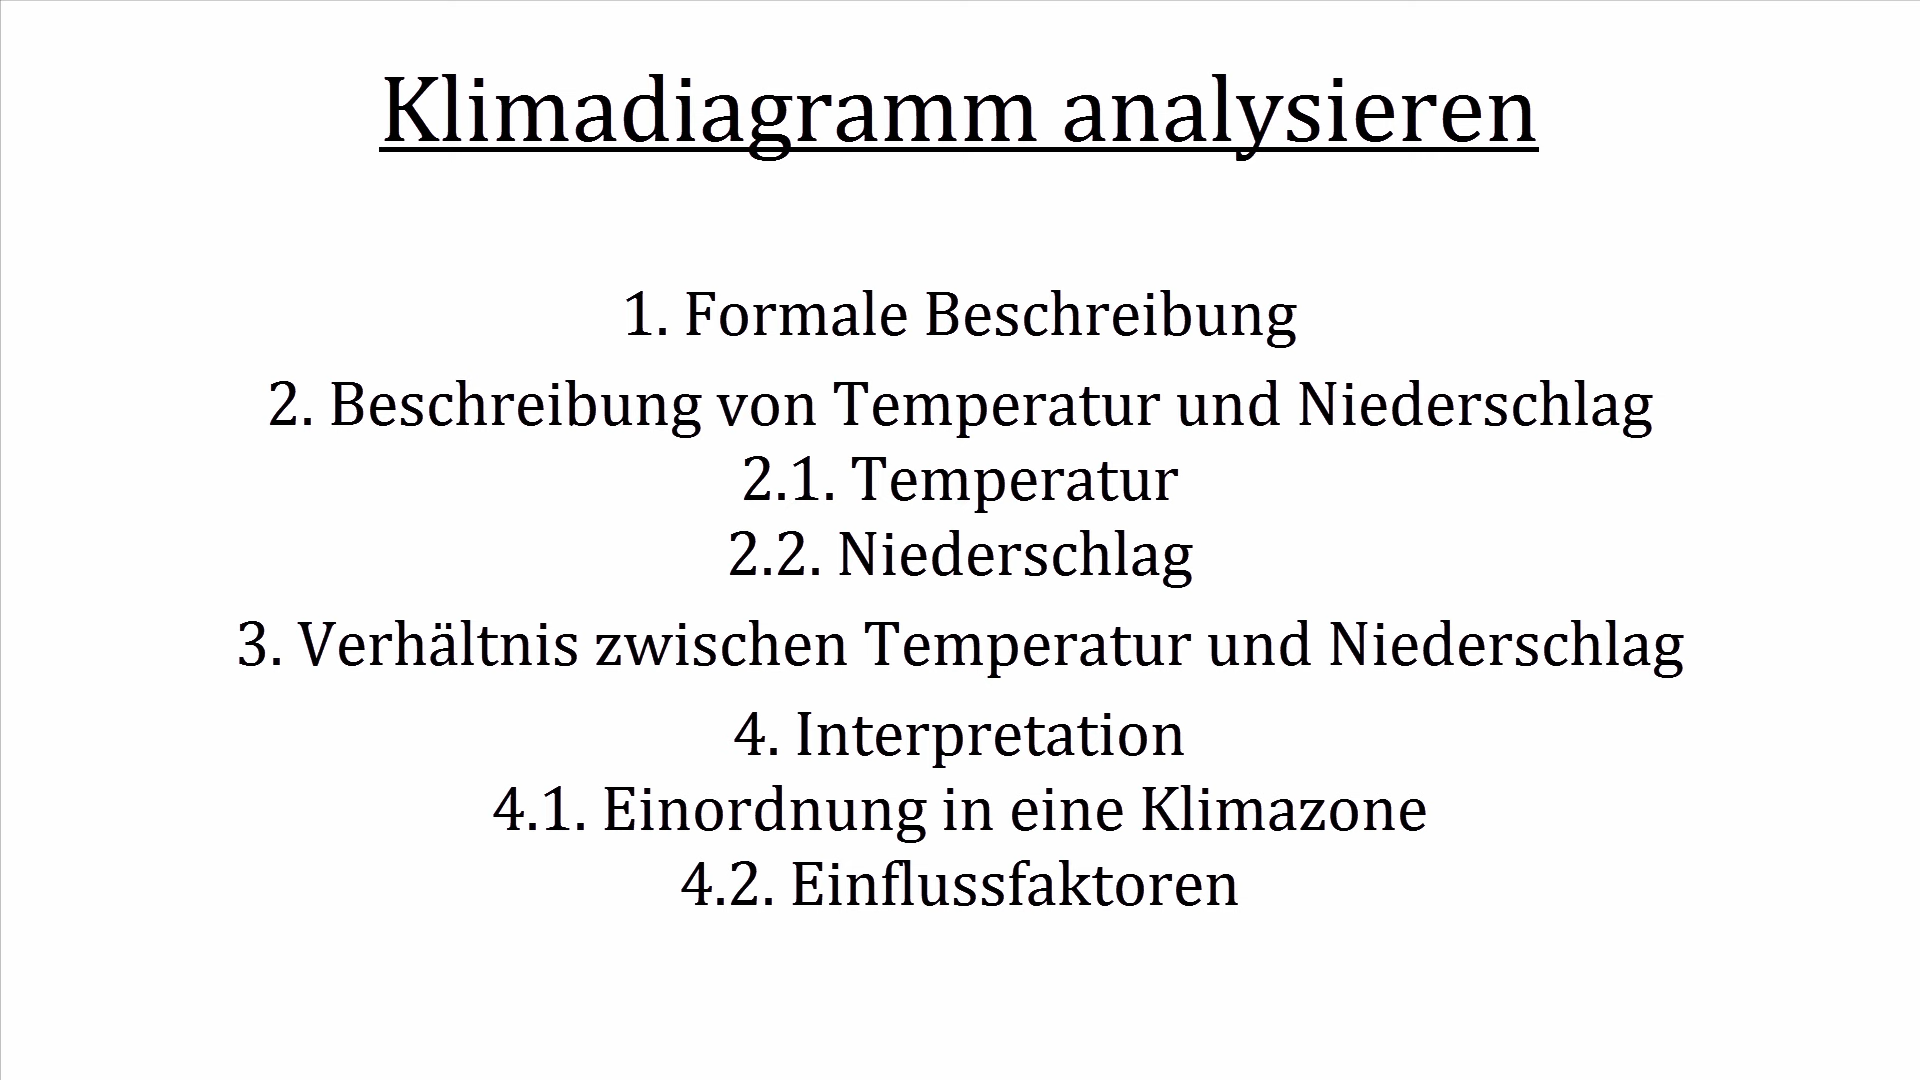 Klimadiagramm analysieren
1. Formale Beschreibung
2. Beschreibung von Temperatur und Niederschlag
2.1. Temperatur
2.2. Niederschlag
3. Verhältnis zwischen Temperatur und Niederschlag
4. Interpretation
4.1. Einordnung in eine Klimazone
4.2. Einflussfaktoren